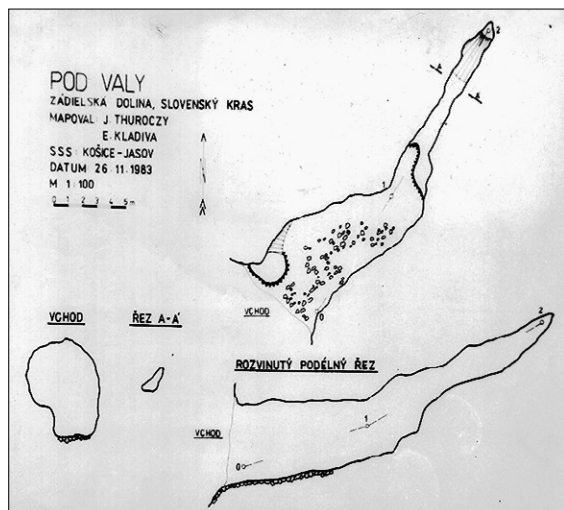 POD VALY
ZÁDIELSKÁ DOLINA, SLOVENSKÝ KRAS
MAPOVAL: J. THUROCZY
E. KLADIVA
SSS: KOŠICE-JASOV
DATUM 26.11.1983
M 1:100
0 1 2 3 4 5m
2
A
A'
1
VCHOD
0
VCHOD
ŘEZ A-A'
ROZVINUTÝ PODÉLNÝ ŘEZ
2
1
VCHOD
0